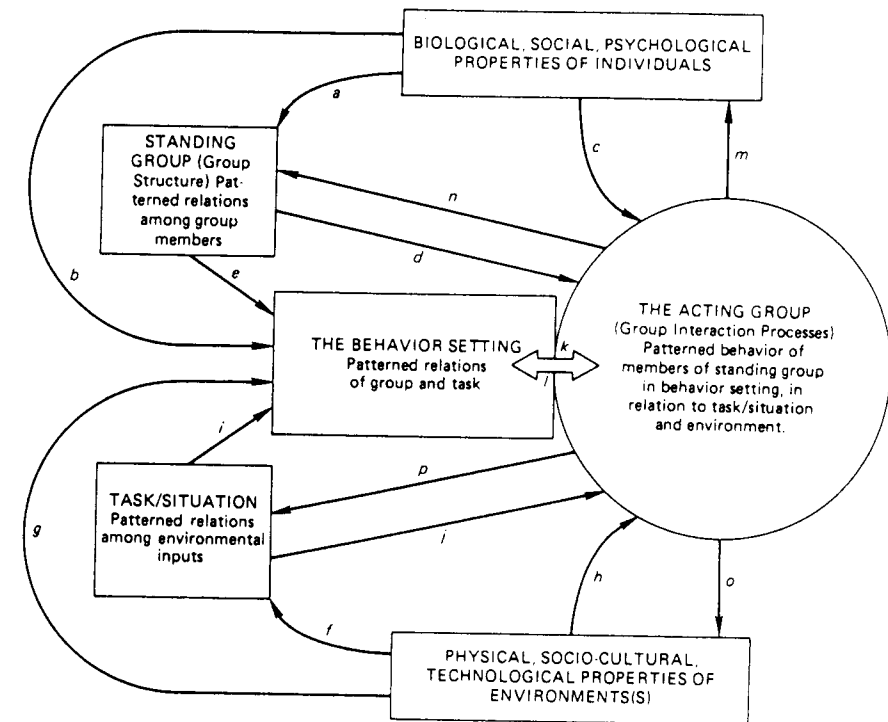 BIOLOGICAL, SOCIAL, PSYCHOLOGICAL
PROPERTIES OF INDIVIDUALS
a
c
m
STANDING
GROUP (Group
Structure) Pat-
terned relations
among group
members
n
d
b
e
THE BEHAVIOR SETTING
Patterned relations
of group and task
k
l
THE ACTING GROUP
(Group Interaction Processes)
Patterned behavior of
members of standing group
in behavior setting, in
relation to task/situation
and environment.
i
p
TASK/SITUATION
Patterned relations
among environmental
inputs
j
g
h
o
f
PHYSICAL, SOCIO-CULTURAL,
TECHNOLOGICAL PROPERTIES OF
ENVIRONMENTS(S)